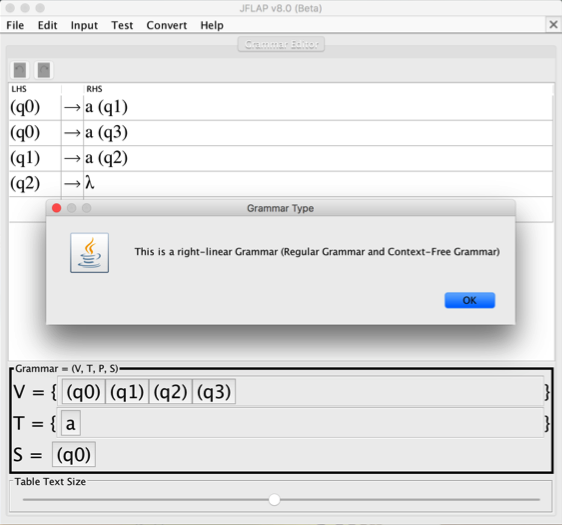 JFLAP v8.0 (Beta)
File Edit Input Test Convert Help
Grammar Editor
LHS RHS
(q0) → a (q1)
(q0) → a (q3)
(q1) → a (q2)
(q2) → λ
Grammar Type
This is a right-linear Grammar (Regular Grammar and Context-Free Grammar)
OK
Grammar = (V, T, P, S)
V = { (q0) (q1) (q2) (q3) }
T = { a }
S = (q0)
Table Text Size